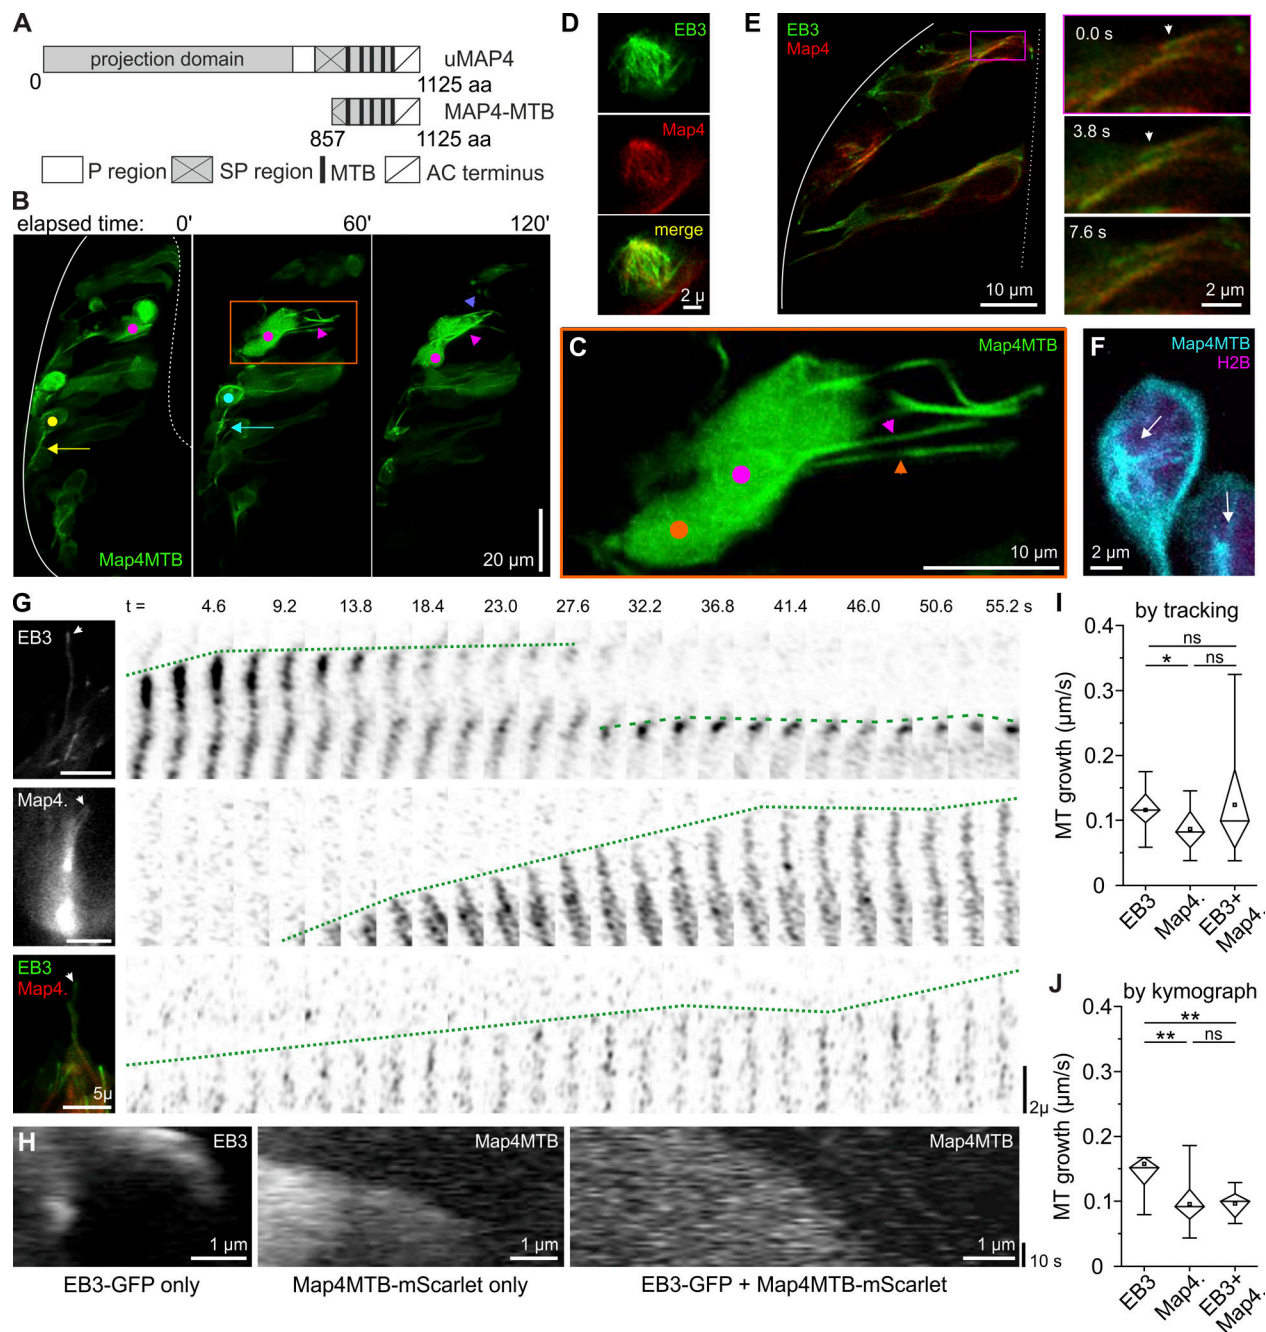 A
projection domain
uMAP4
0
1125 aa
MAP4-MTB
857
1125 aa
P region
SP region
MTB
AC terminus
B
elapsed time:
0'
60'
120'
Map4MTB
20 µm
C
Map4MTB
10 µm
D
EB3
Map4
merge
2 µ
E
EB3
Map4
10 µm
0.0 s
3.8 s
7.6 s
2 µm
F
Map4MTB
H2B
2 µm
G
t = 4.6 9.2 13.8 18.4 23.0 27.6 32.2 36.8 41.4 46.0 50.6 55.2 s
EB3
Map4.
EB3
Map4.
5µ
2µ
H
EB3
1 µm
EB3-GFP only
Map4MTB
1 µm
Map4MTB-mScarlet only
Map4MTB
1 µm
10 s
EB3-GFP + Map4MTB-mScarlet
I
by tracking
MT growth (µm/s)
0.4
0.3
0.2
0.1
0
ns
* ns
EB3
Map4.
EB3+
Map4.
J
by kymograph
MT growth (µm/s)
0.4
0.3
0.2
0.1
0
**
** ns
EB3
Map4.
EB3+
Map4.